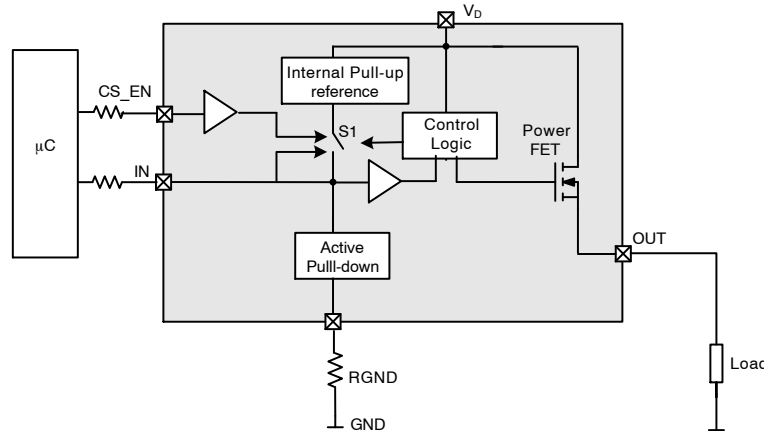 VD
Internal Pull-up
reference
CS_EN
S1
Control
Logic
Power
FET
μC
IN
OUT
Active
Pulll-down
Load
RGND
GND